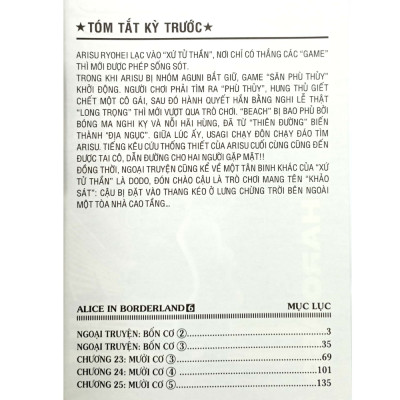 ★TÓM TẮT KỲ TRƯỚC★
ARISU RYOHEI LẠC VÀO "XỨ TỬ THẦN", NƠI CHỈ CÓ THẮNG CÁC "GAME"
THÌ MỚI ĐƯỢC PHÉP SỐNG SÓT.
TRONG KHI ARISU BỊ NHÓM AGUNI BẮT GIỮ, GAME "SĂN PHÙ THỦY"
KHỞI ĐỘNG. NGƯỜI CHƠI PHẢI TÌM RA "PHÙ THỦY", HUNG THỦ GIẾT
CHẾT MỘT CÔ GÁI, SAU ĐÓ HÀNH QUYẾT HẮN BẰNG NGHI LỄ THẬT
"LONG TRỌNG" THÌ MỚI VƯỢT QUA TRÒ CHƠI. "BEACH" BỊ BAO PHỦ BỞI
BÓNG MA NGHI KỴ VÀ NỖI HÃI HÙNG, ĐÃ TỪ "THIÊN ĐƯỜNG" BIẾN
THÀNH "ĐỊA NGỤC". GIỮA LÚC ẤY, USAGI CHẠY ĐÔN CHẠY ĐÁO TÌM
ARISU. TIẾNG KÊU CỨU THỐNG THIẾT CỦA ARISU CUỐI CÙNG CŨNG ĐẾN
ĐƯỢC TAI CÔ, DẪN ĐƯỜNG CHO HAI NGƯỜI GẶP MẶT!!
ĐỒNG THỜI, NGOẠI TRUYỆN CŨNG KỂ VỀ MỘT TÂN BINH KHÁC CỦA "XỨ
TỬ THẦN" LÀ DODO, ĐÓN CHÀO CẬU LÀ TRÒ CHƠI MANG TÊN "KHẢO
SÁT": CẬU BỊ ĐẶT VÀO THANG KÉO Ở LƯNG CHỪNG TRỜI BÊN NGOÀI
MỘT TÒA NHÀ CAO TẦNG...
ALICE IN BORDERLAND 6 MỤC LỤC
NGOẠI TRUYỆN: BỐN CƠ ② 3
NGOẠI TRUYỆN: BỐN CƠ ③ 35
CHƯƠNG 23: MƯỜI CƠ ③ 69
CHƯƠNG 24: MƯỜI CƠ ④ 101
CHƯƠNG 25: MƯỜI CƠ ⑤ 135